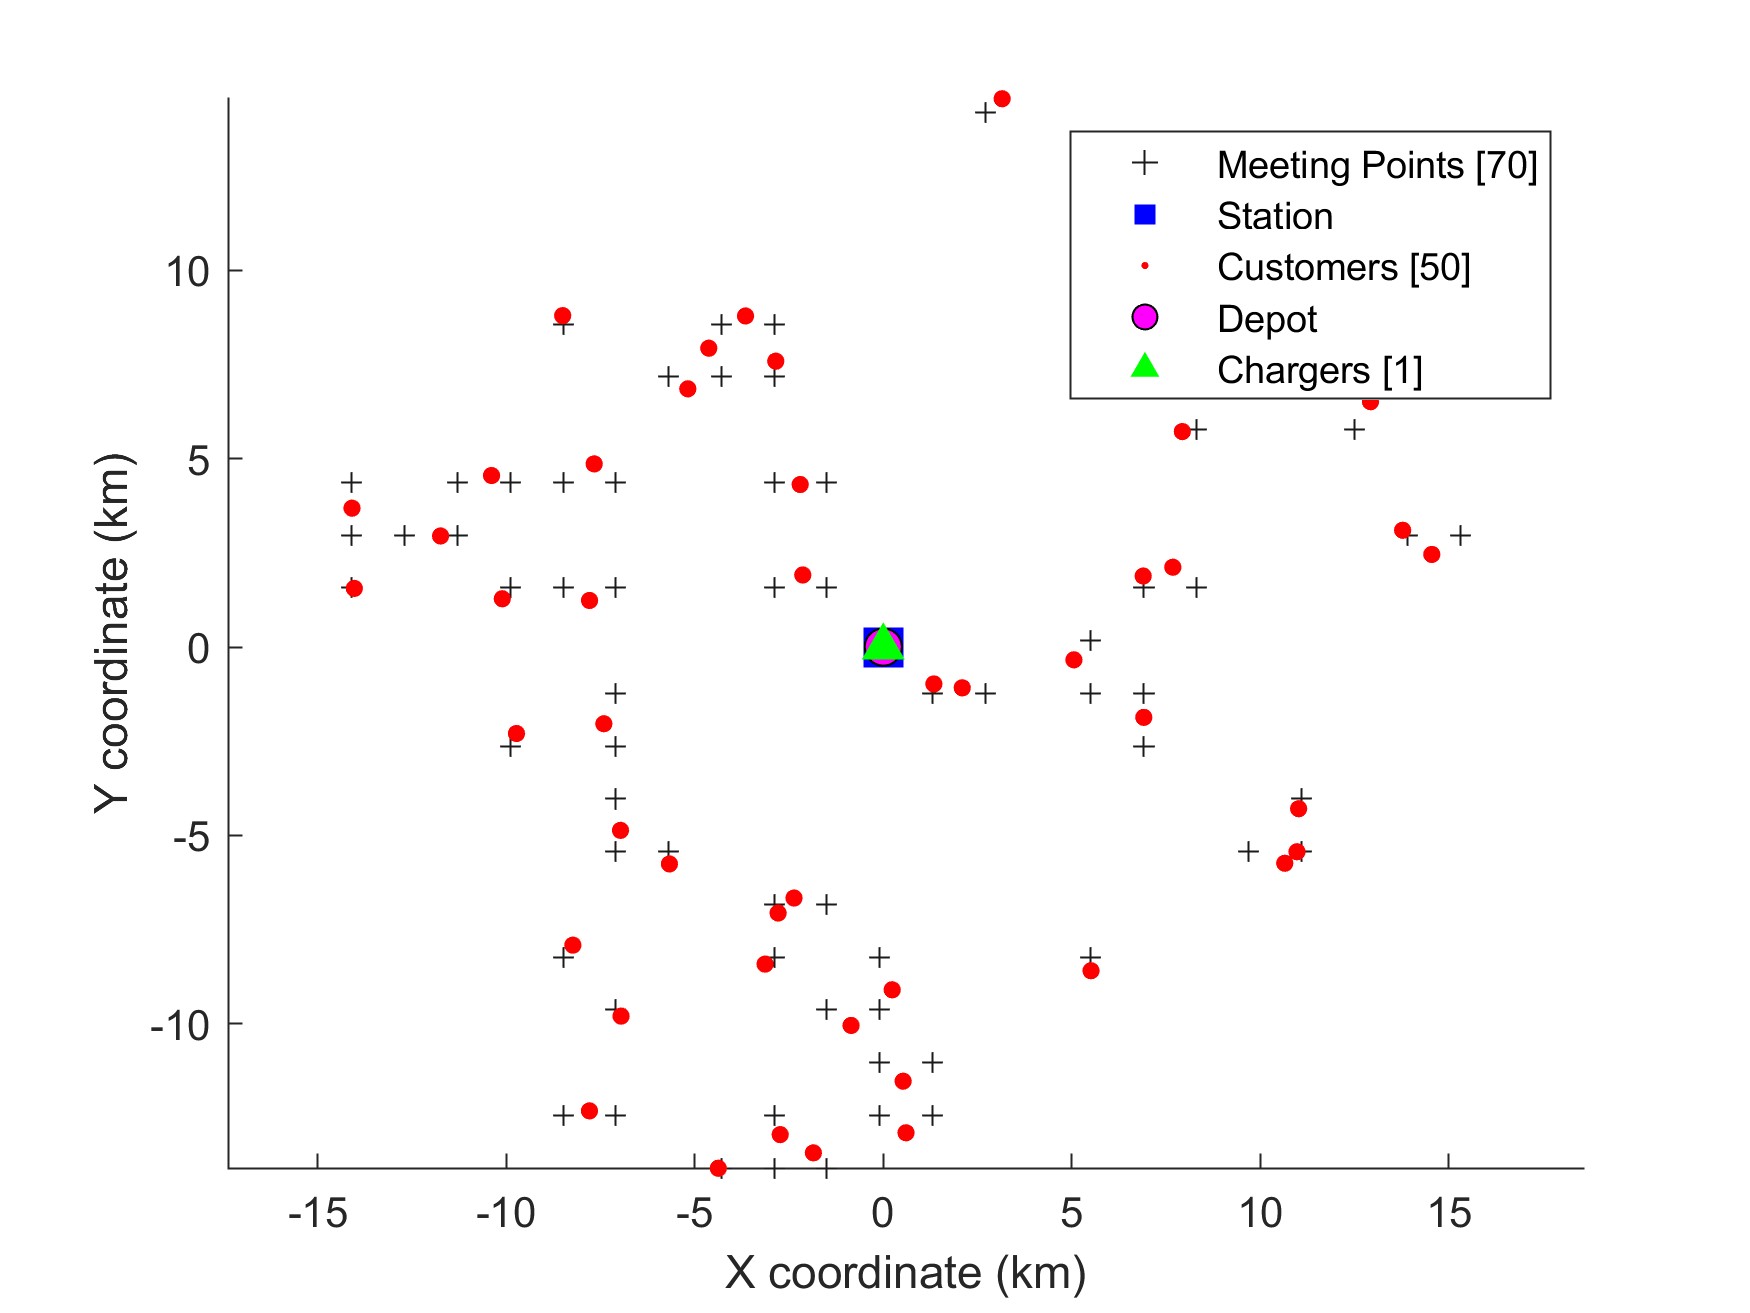 Meeting Points [70]
Station
Customers [50]
Depot
Chargers [1]
10
5
0
-5
-10
Y coordinate (km)
-15 -10 -5 0 5 10 15
X coordinate (km)